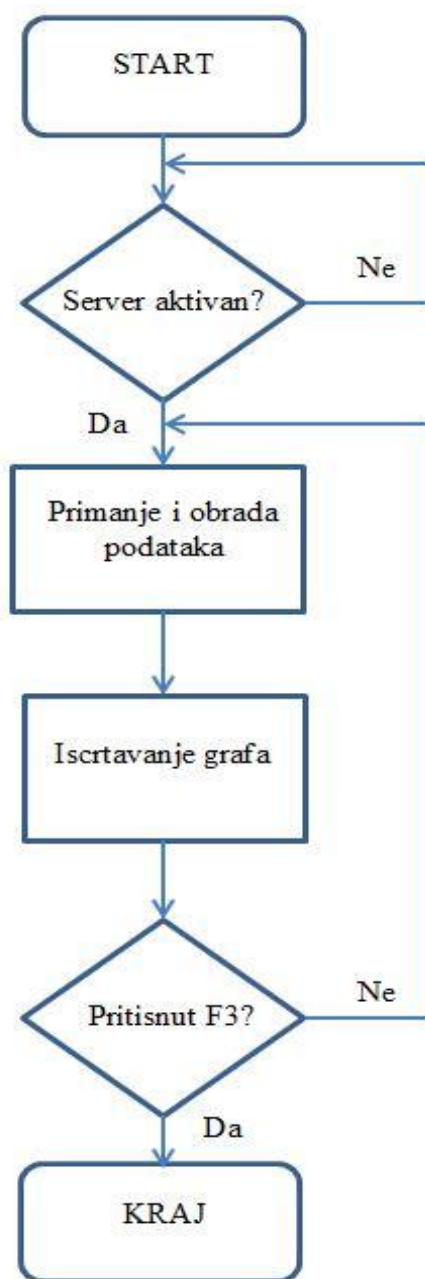 START
Server aktivan?
Ne
Da
Primanje i obrada
podataka
Iscrtavanje grafa
Pritisnut F3?
Ne
Da
KRAJ